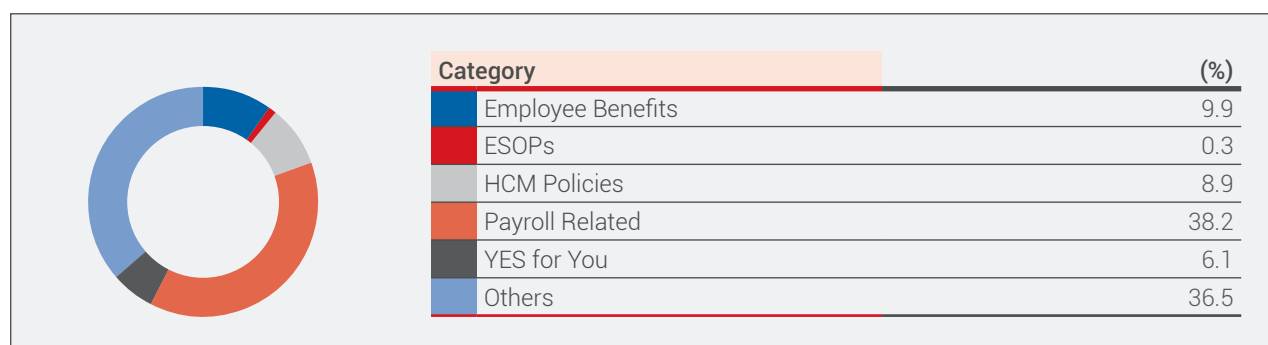 Category (%)
Employee Benefits 9.9
ESOPs 0.3
HCM Policies 8.9
Payroll Related 38.2
YES for You 6.1
Others 36.5